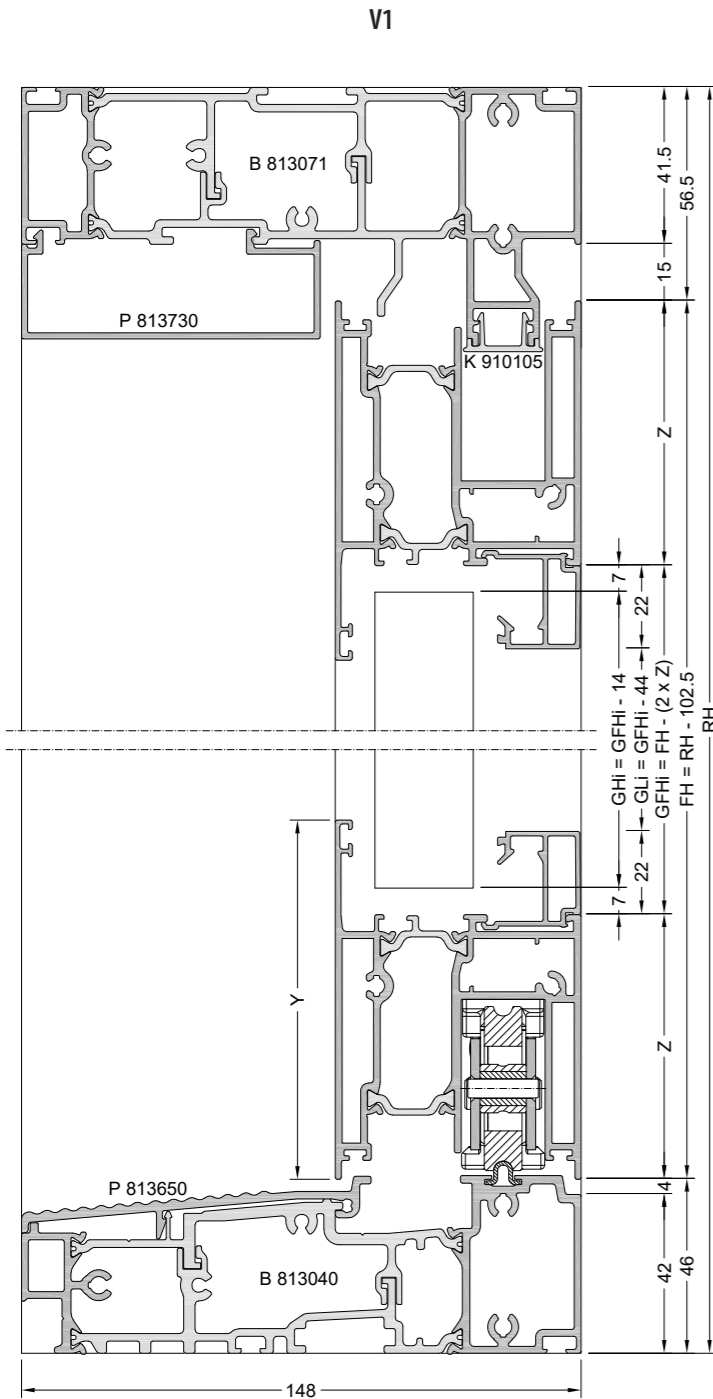 V1
B 813071
P 813730
K 910105
41.5
56.5
15
Z
7
22
GHi = GFHi - 14
GLi = GFHi - 44
GFHi = FH - (2 x Z)
FH = RH - 102.5
RH
22
7
Y
Z
P 813650
B 813040
4
42
46
148